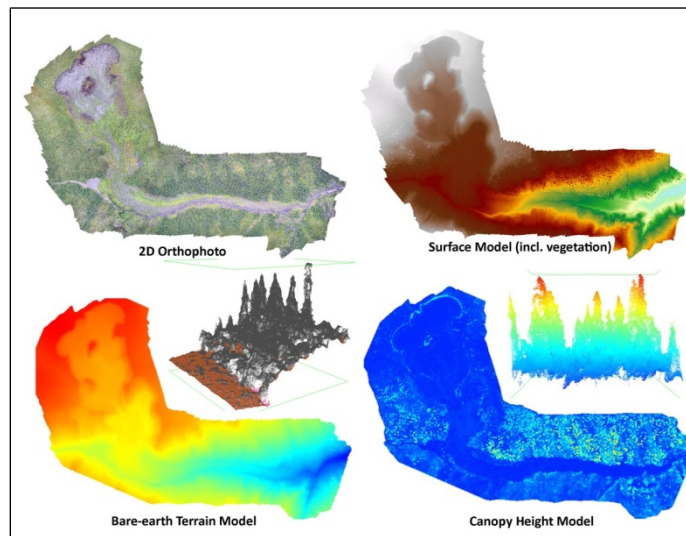 2D Orthophoto
Surface Model (incl. vegetation)
Bare-earth Terrain Model
Canopy Height Model